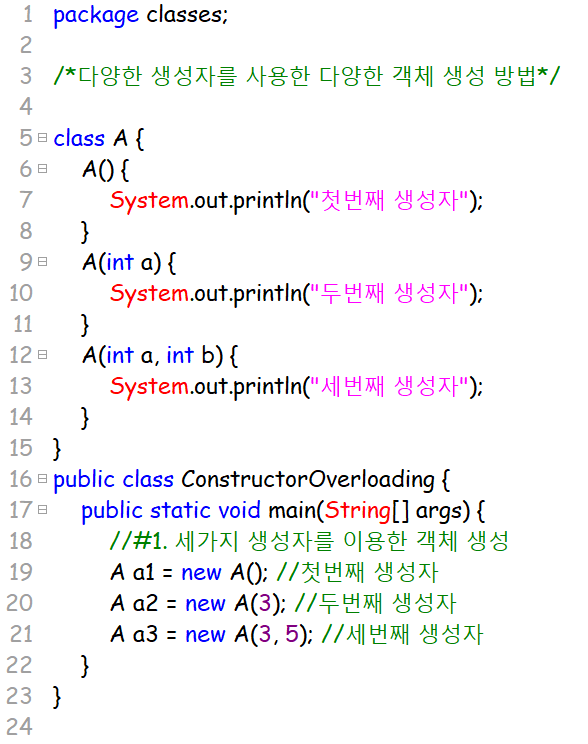 1 package classes;
2
3 /*다양한 생성자를 사용한 다양한 객체 생성 방법*/
4
5 class A {
6 A() {
7 System.out.println("첫번째 생성자");
8 }
9 A(int a) {
10 System.out.println("두번째 생성자");
11 }
12 A(int a, int b) {
13 System.out.println("세번째 생성자");
14 }
15 }
16 public class ConstructorOverloading {
17 public static void main(String[] args) {
18 //#1. 세가지 생성자를 이용한 객체 생성
19 A a1 = new A(); //첫번째 생성자
20 A a2 = new A(3); //두번째 생성자
21 A a3 = new A(3, 5); //세번째 생성자
22 }
23 }
24